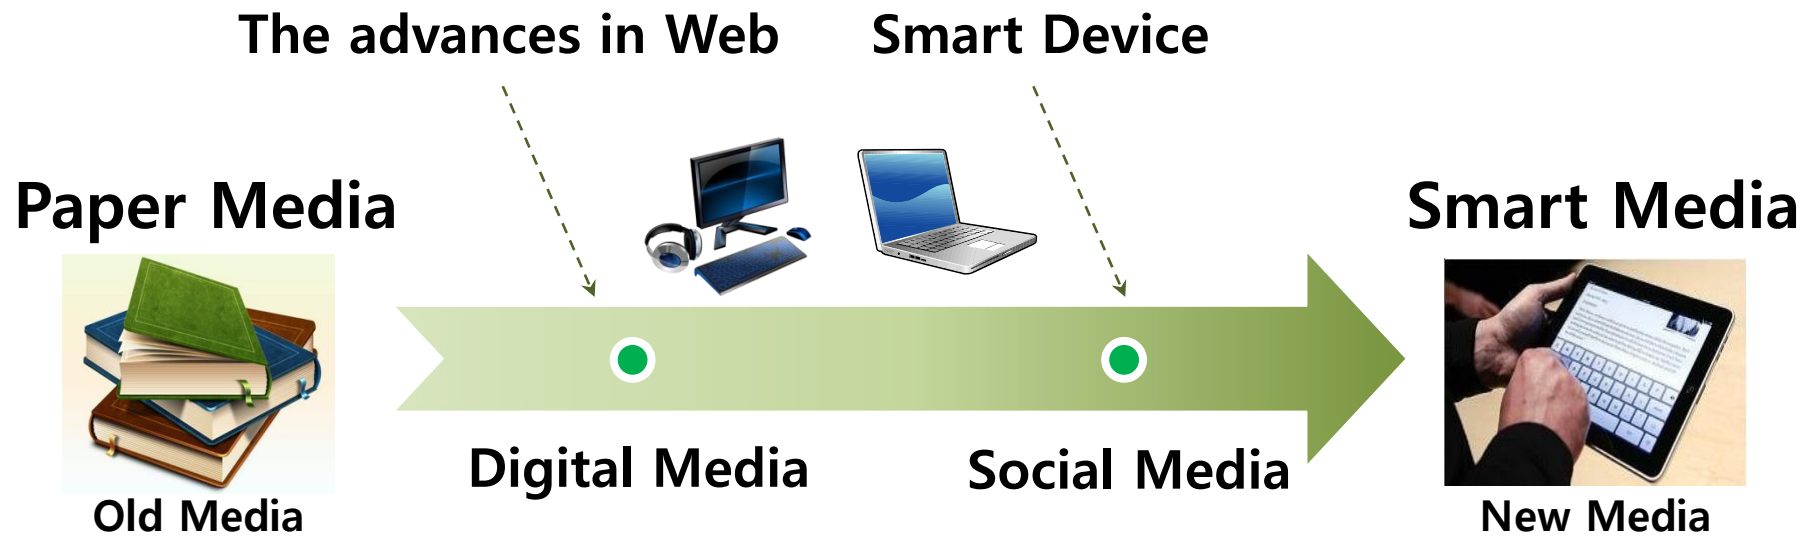 The advances in Web
Smart Device
Paper Media
Smart Media
Digital Media
Social Media
Old Media
New Media